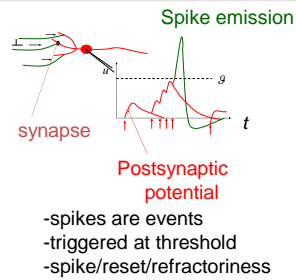 Spike emission
u
ϑ
synapse
t
Postsynaptic
potential
-spikes are events
-triggered at threshold
-spike/reset/refractoriness